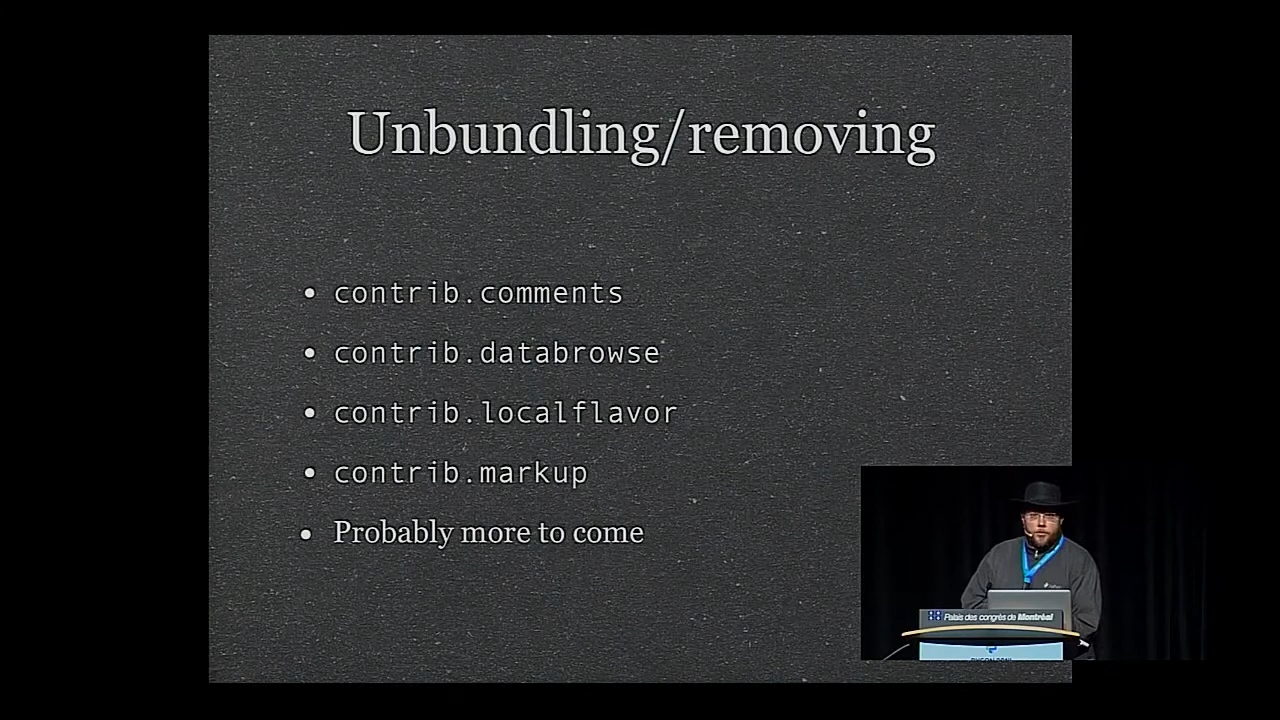 Unbundling/removing
• contrib.comments
• contrib.databrowse
• contrib.localflavor
• contrib.markup
• Probably more to come
Palais des congrès de Montréal